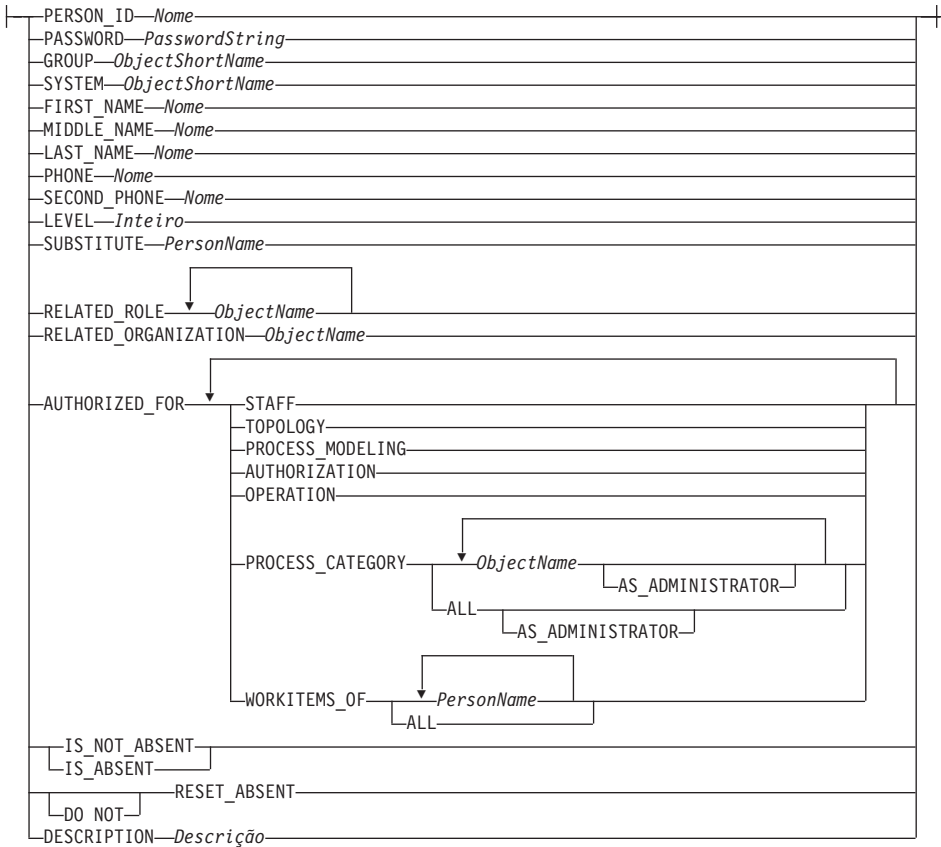 PERSON_ID Nome
PASSWORD PasswordString
GROUP ObjectShortName
SYSTEM ObjectShortName
FIRST_NAME Nome
MIDDLE_NAME Nome
LAST_NAME Nome
PHONE Nome
SECOND_PHONE Nome
LEVEL Inteiro
SUBSTITUTE PersonName
RELATED_ROLE ObjectName
RELATED_ORGANIZATION ObjectName
AUTHORIZED_FOR STAFF
TOPOLOGY
PROCESS_MODELING
AUTHORIZATION
OPERATION
PROCESS_CATEGORY ObjectName
AS_ADMINISTRATOR
ALL
AS_ADMINISTRATOR
WORKITEMS_OF PersonName
ALL
IS_NOT_ABSENT
IS_ABSENT
RESET_ABSENT
DO NOT
DESCRIPTION Descrição